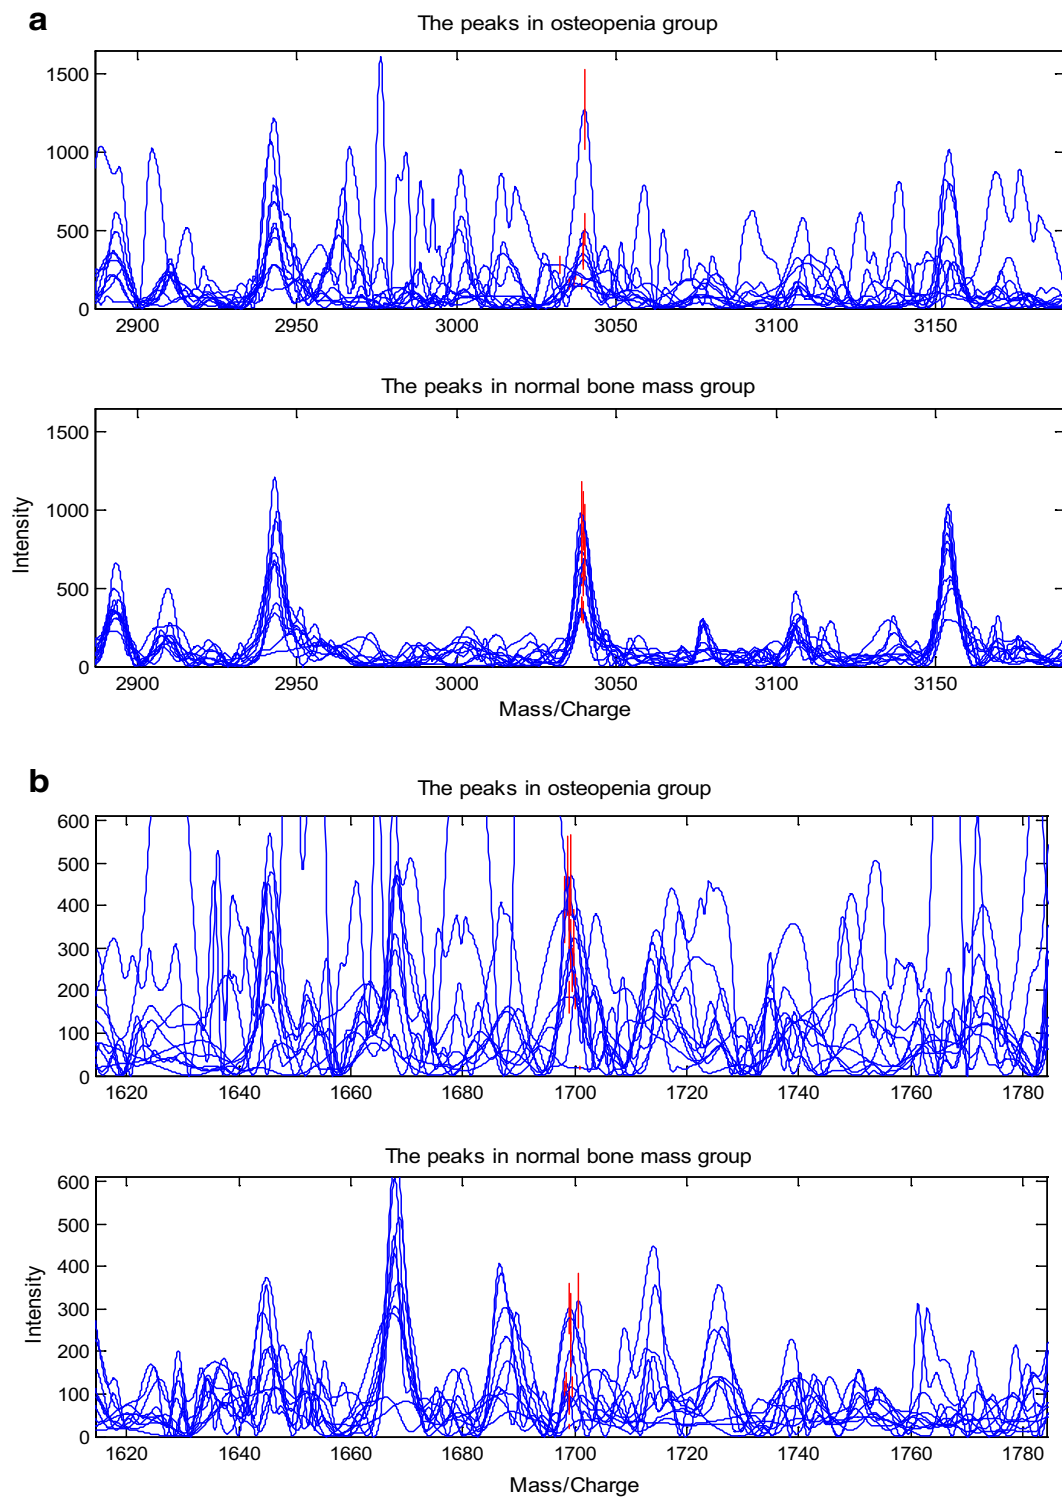 a
The peaks in osteopenia group
1500
1000
500
0
2900 2950 3000 3050 3100 3150
The peaks in normal bone mass group
1500
1000
500
0
Intensity
2900 2950 3000 3050 3100 3150
Mass/Charge
b
The peaks in osteopenia group
600
500
400
300
200
100
0
1620 1640 1660 1680 1700 1720 1740 1760 1780
The peaks in normal bone mass group
600
500
400
300
200
100
0
Intensity
1620 1640 1660 1680 1700 1720 1740 1760 1780
Mass/Charge